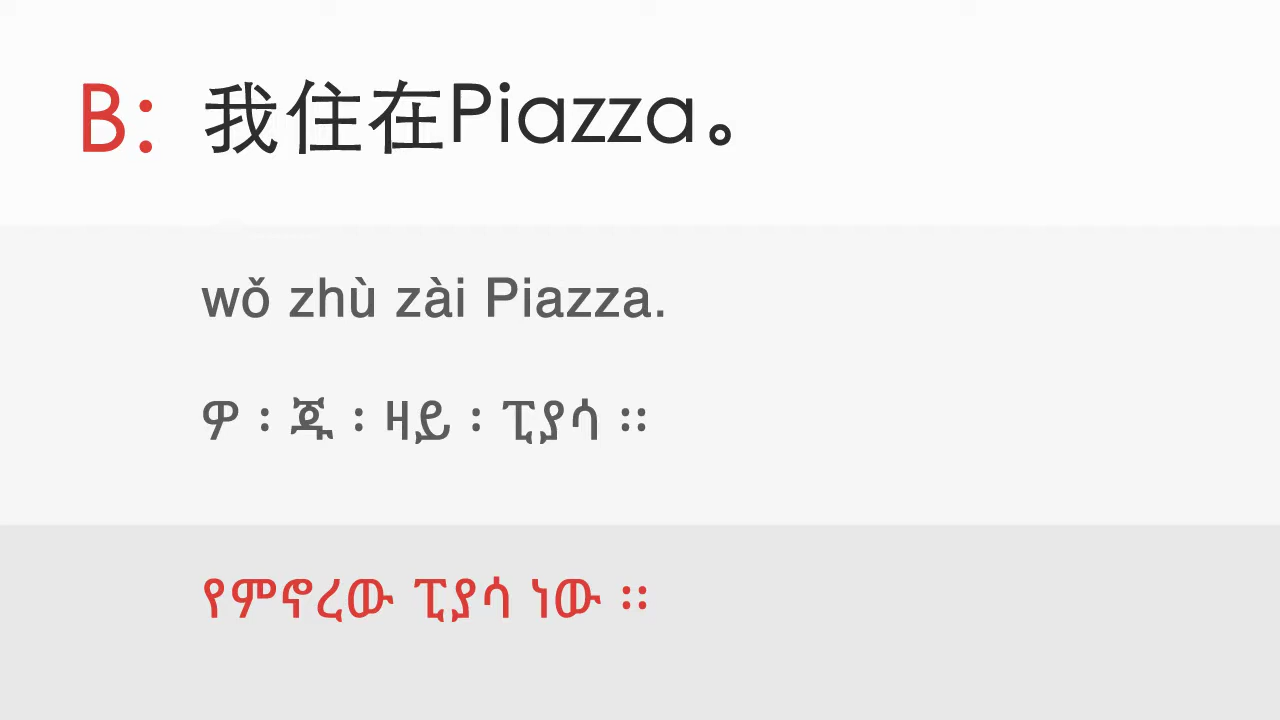 B: 我住在Piazza。
wǒ zhù zài Piazza.
ዎ ፡ ጁ ፡ ዛይ ፡ ፒያሳ ፡፡
የምኖረው ፒያሳ ነው ፡፡